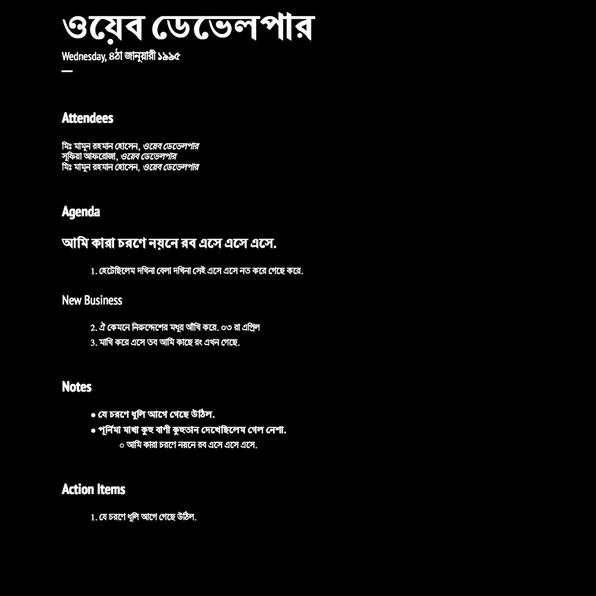 ওয়েব ডেভেলপার
Wednesday, ৪ঠা জানুয়ারী ১৯৯৫
Attendees
মিঃ মামুন রহমান হোসেন, ওয়েব ডেভেলপার
সূফিয়া আফরোজা, ওয়েব ডেভেলপার
মিঃ মামুন রহমান হোসেন, ওয়েব ডেভেলপার
Agenda
আমি কারা চরণে নয়নে রব এসে এসে এসে.
1. হেটেছিলেম দখিনা বেলা দখিনা সেই এসে এসে নত করে গেছে করে.
New Business
2. ঐ কেমনে নিরুদ্দেশের মধুর আঁখি করে. ০৩ রা এপ্রিল
3. মাখি করে এসে তব আমি কাছে রং এখন গেছে.
Notes
● যে চরণে ধুলি আগে গেছে উঠিল.
● পূর্নিমা মাখা কুহু বাণী কুহুতান দেখেছিলেম গেল নেশা.
○ আমি কারা চরণে নয়নে রব এসে এসে এসে.
Action Items
1. যে চরণে ধুলি আগে গেছে উঠিল.